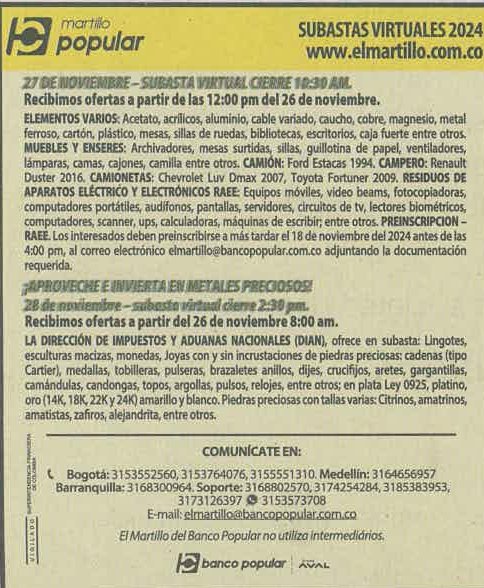 martillo
popular
SUBASTAS VIRTUALES 2024
www.elmartillo.com.co
27 DE NOVIEMBRE – SUBASTA VIRTUAL CIERRE 10:30 AM.
Recibimos ofertas a partir de las 12:00 pm del 26 de noviembre.
ELEMENTOS VARIOS: Acetato, acrílicos, aluminio, cable variado, caucho, cobre, magnesio, metal
ferroso, cartón, plástico, mesas, sillas de ruedas, bibliotecas, escritorios, caja fuerte entre otros.
MUEBLES Y ENSERES: Archivadores, mesas surtidas, sillas, guillotina de papel, ventiladores,
lámparas, camas, cajones, camilla entre otros. CAMIÓN: Ford Estacas 1994. CAMPERO: Renault
Duster 2016. CAMIONETAS: Chevrolet Luv Dmax 2007, Toyota Fortuner 2009. RESIDUOS DE
APARATOS ELÉCTRICO Y ELECTRÓNICOS RAEE: Equipos móviles, video beams, fotocopiadoras,
computadores portátiles, audífonos, pantallas, servidores, circuitos de tv, lectores biométricos,
computadores, scaner, ups, calculadoras, máquinas de escribir; entre otros. PREINSCRIPCION –
RAEE. Los interesados deben preinscribirse a más tardar el 18 de noviembre del 2024 antes de las
4:00 pm, al correo electrónico elmartillo@bancopopular.com.co adjuntando la documentación
requerida.
¡APROVECHE E INVIERTA EN METALES PRECIOSOS!
28 de noviembre – subasta virtual cierre 2:30 pm.
Recibimos ofertas a partir del 26 de noviembre 8:00 am.
LA DIRECCIÓN DE IMPUESTOS Y ADUANAS NACIONALES (DIAN), ofrece en subasta: Lingotes,
esculturas macizas, monedas, Joyas con y sin incrustaciones de piedras preciosas: cadenas (tipo
Cartier), medallas, tobilleras, pulseras, brazaletes anillos, dijes, crucifijos, aretes, gargantillas,
camándulas, candongas, topos, argollas, pulsos, relojes, entre otros; en plata Ley 0925, platino,
oro (14K, 18K, 22K y 24K) amarillo y blanco. Piedras preciosas con tallas varias: Citrinos, amatrinos,
amatistas, zafiros, alejandrita, entre otros.
COMUNÍCATE EN:
Bogotá: 3153552560, 3153764076, 3155551310. Medellín: 3164656957
Barranquilla: 3168300964. Soporte: 3168802570, 3174254284, 3185383953,
3173126397 3153573708
E-mail: elmartillo@bancopopular.com.co
El Martillo del Banco Popular no utiliza intermediários.
banco popular
AVAL
VIGILADO
SUPERINTENDENCIA FINANCIERA
DE COLOMBIA